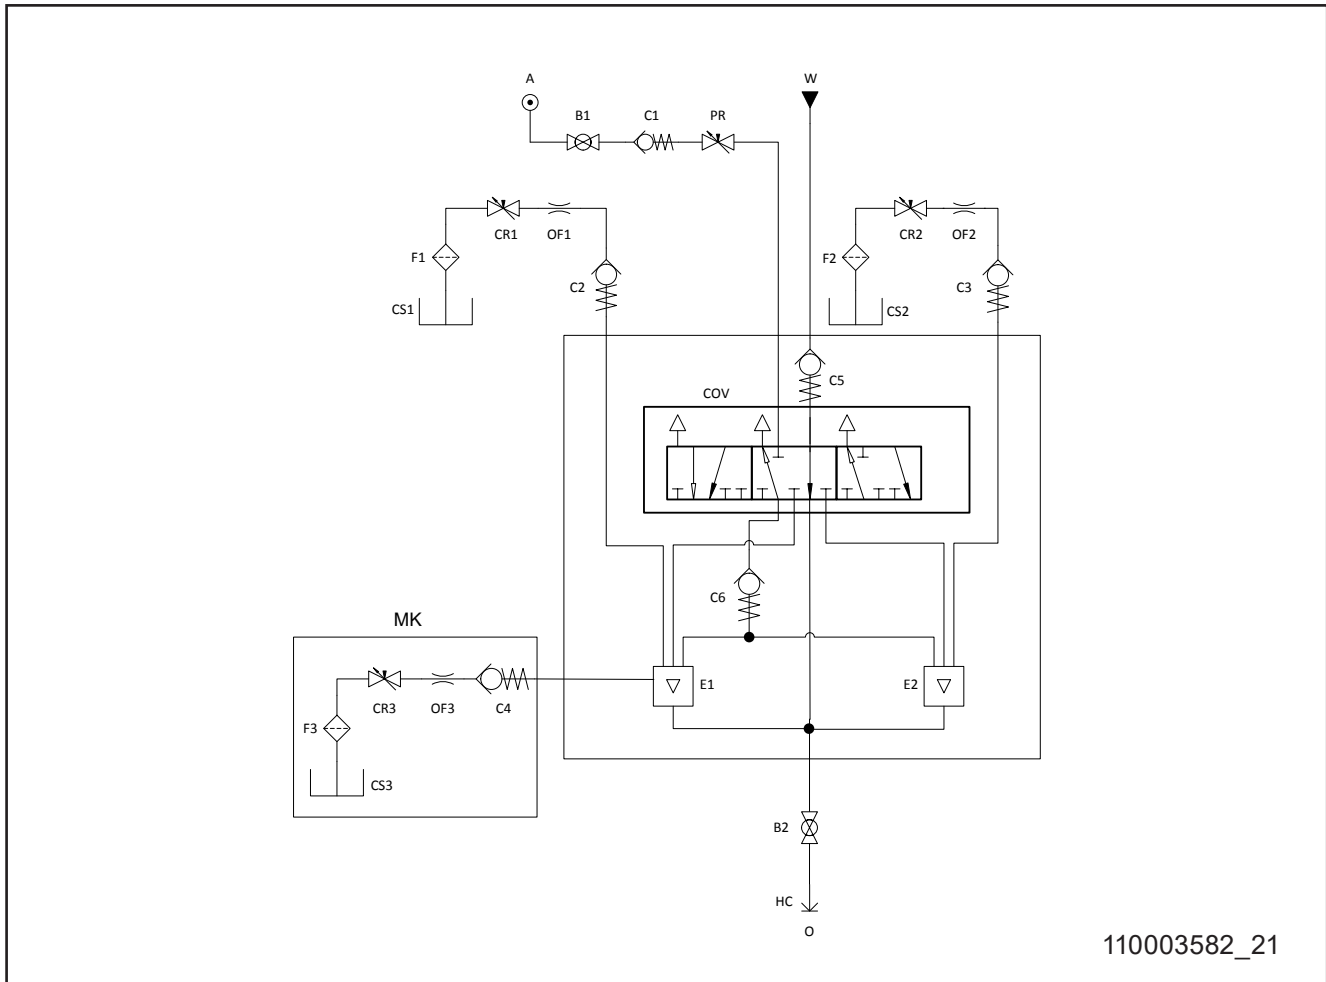 A
W
B1
C1
PR
CR1
OF1
CR2
OF2
F1
F2
C2
C3
CS1
CS2
C5
COV
C6
MK
E1
E2
CR3
OF3
C4
F3
CS3
B2
HC
O
110003582_21